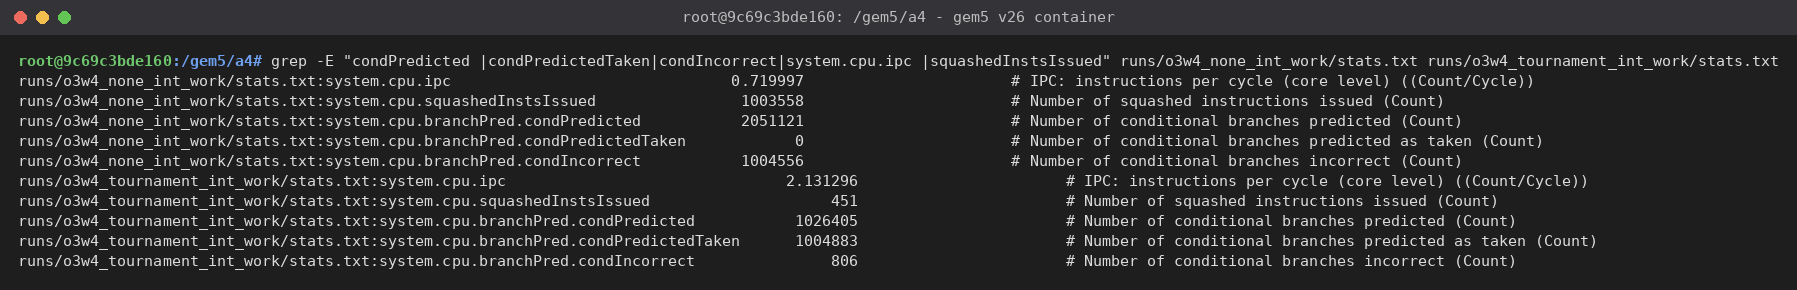 root@9c69c3bde160: /gem5/a4 - gem5 v26 container
root@9c69c3bde160:/gem5/a4# grep -E "condPredicted |condPredictedTaken|condIncorrect|system.cpu.ipc |squashedInstsIssued" runs/o3w4_none_int_work/stats.txt runs/o3w4_tournament_int_work/stats.txt
runs/o3w4_none_int_work/stats.txt:system.cpu.ipc 0.719997 # IPC: instructions per cycle (core level) ((Count/Cycle))
runs/o3w4_none_int_work/stats.txt:system.cpu.squashedInstsIssued 1003558 # Number of squashed instructions issued (Count)
runs/o3w4_none_int_work/stats.txt:system.cpu.branchPred.condPredicted 2051121 # Number of conditional branches predicted (Count)
runs/o3w4_none_int_work/stats.txt:system.cpu.branchPred.condPredictedTaken 0 # Number of conditional branches predicted as taken (Count)
runs/o3w4_none_int_work/stats.txt:system.cpu.branchPred.condIncorrect 1004556 # Number of conditional branches incorrect (Count)
runs/o3w4_tournament_int_work/stats.txt:system.cpu.ipc 2.131296 # IPC: instructions per cycle (core level) ((Count/Cycle))
runs/o3w4_tournament_int_work/stats.txt:system.cpu.squashedInstsIssued 451 # Number of squashed instructions issued (Count)
runs/o3w4_tournament_int_work/stats.txt:system.cpu.branchPred.condPredicted 1026405 # Number of conditional branches predicted (Count)
runs/o3w4_tournament_int_work/stats.txt:system.cpu.branchPred.condPredictedTaken 1004883 # Number of conditional branches predicted as taken (Count)
runs/o3w4_tournament_int_work/stats.txt:system.cpu.branchPred.condIncorrect 806 # Number of conditional branches incorrect (Count)